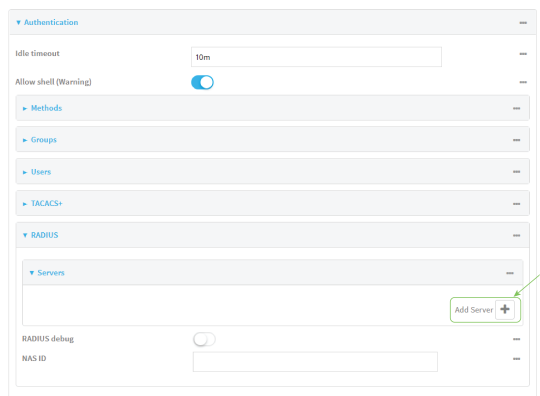 Authentication
Idle timeout
10m
Allow shell (Warning)
Methods
Groups
Users
TACACS+
RADIUS
Servers
Add Server
RADIUS debug
NAS ID